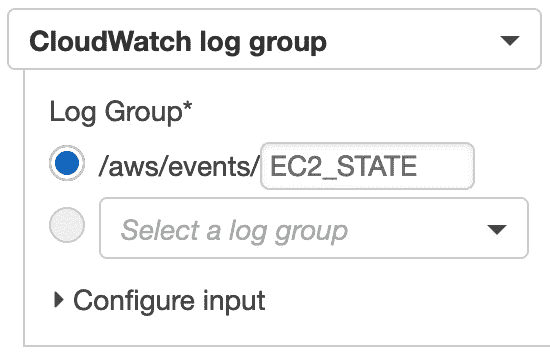 CloudWatch log group
Log Group*
/aws/events/ EC2_STATE
Select a log group
Configure input